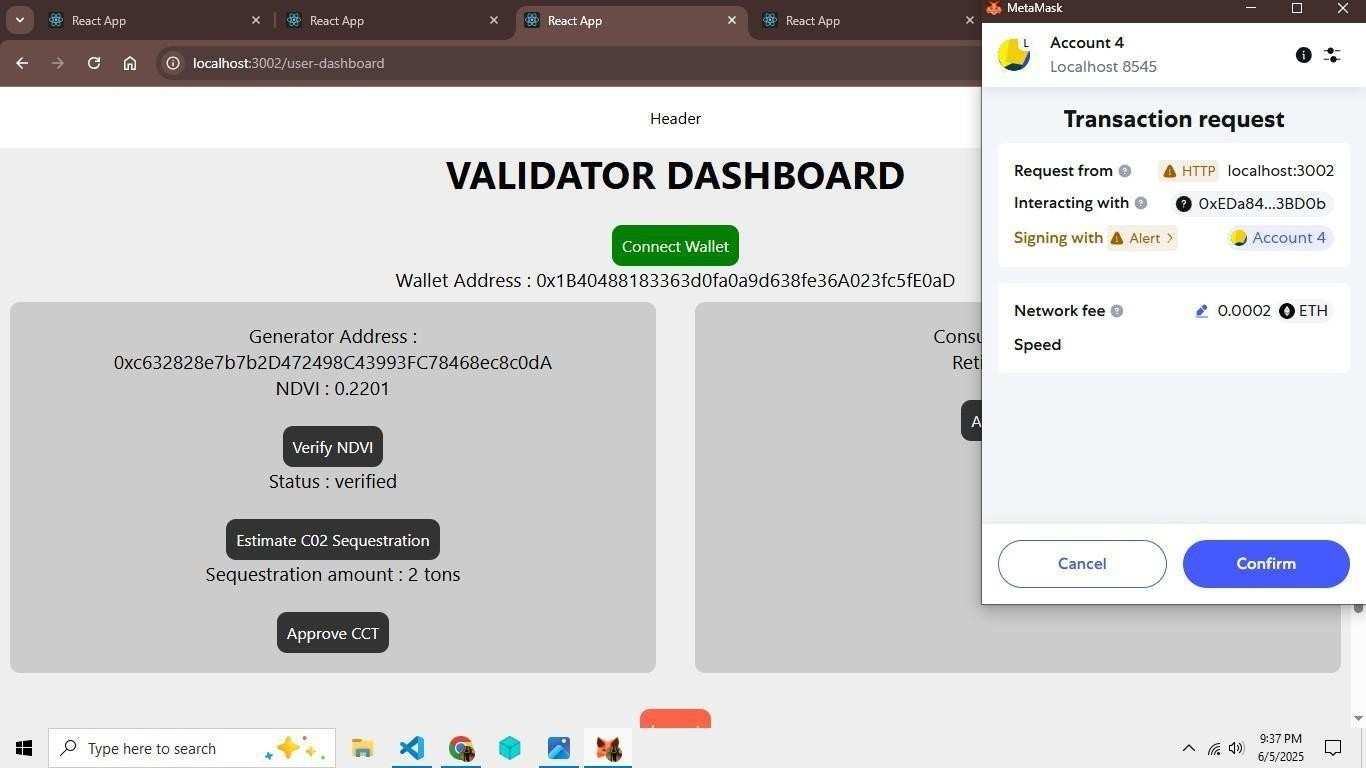 React App
React App
React App
React App
localhost:3002/user-dashboard
Header
VALIDATOR DASHBOARD
Connect Wallet
Wallet Address : 0x1B40488183363d0fa0a9d638fe36A023fc5fE0aD
Generator Address :
0xc632828e7b7b2D472498C43993FC78468ec8c0dA
NDVI : 0.2201
Verify NDVI
Status : verified
Estimate C02 Sequestration
Sequestration amount : 2 tons
Approve CCT
MetaMask
L
Account 4
Localhost 8545
Transaction request
Request from HTTP localhost:3002
Interacting with 0xEDa84...3BD0b
Signing with Alert > Account 4
Network fee 0.0002 ETH
Speed
Cancel
Confirm
Type here to search
9:37 PM
6/5/2025